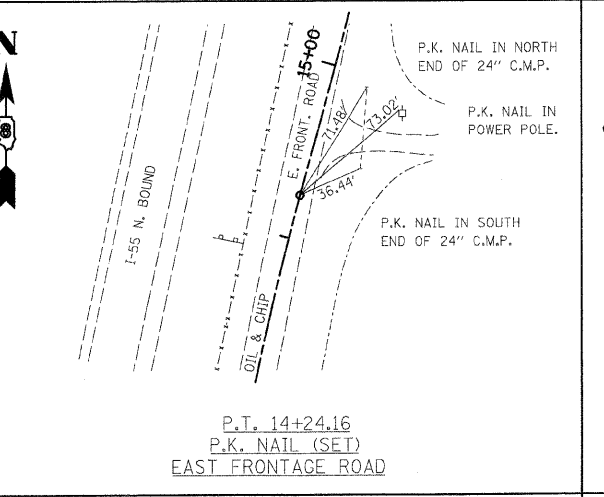 N
15+00
P.K. NAIL IN NORTH
END OF 24" C.M.P.
P.K. NAIL IN
POWER POLE.
E. FRONT. ROAD
71.48'
73.02'
36.44'
I-55 N. BOUND
P.K. NAIL IN SOUTH
END OF 24" C.M.P.
OIL & CHIP
P.T. 14+24.16
P.K. NAIL (SET)
EAST FRONTAGE ROAD